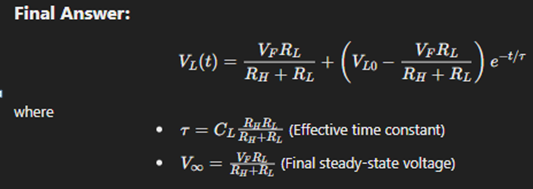 Final Answer:
V_L(t) = \frac{V_F R_L}{R_H + R_L} + \left( V_{L0} - \frac{V_F R_L}{R_H + R_L} \right) e^{-t/\tau}
where
• \tau = C_L \frac{R_H R_L}{R_H + R_L} (Effective time constant)
• V_\infty = \frac{V_F R_L}{R_H + R_L} (Final steady-state voltage)